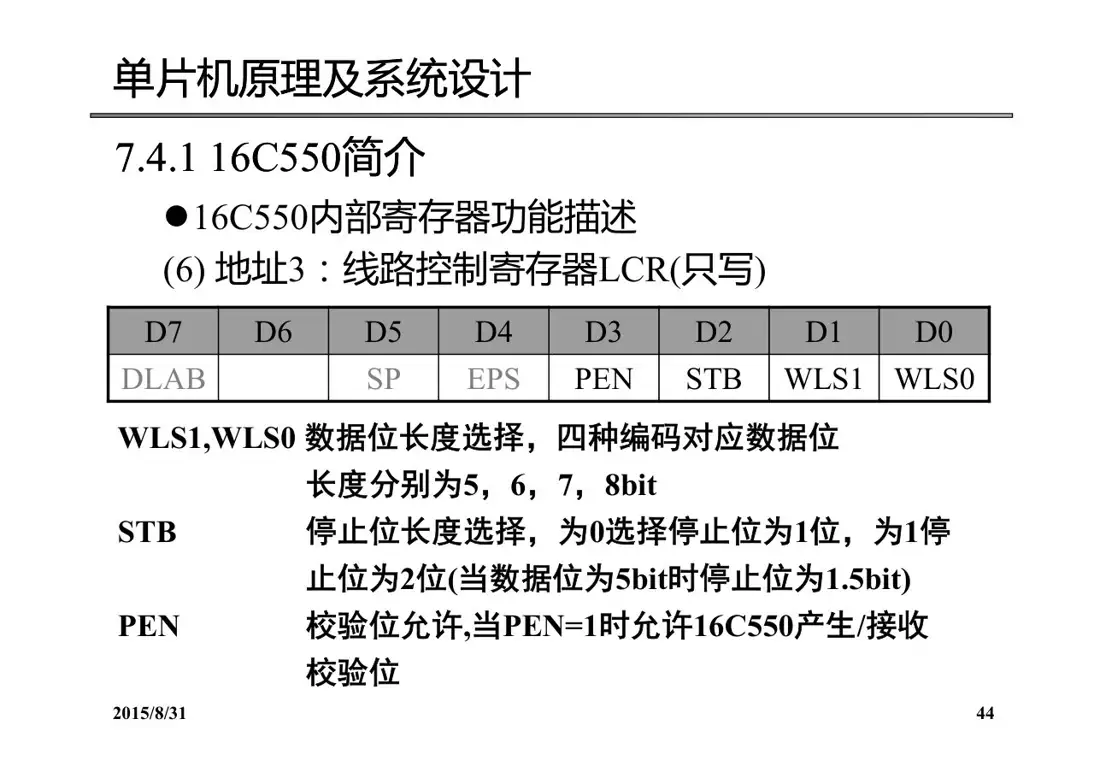 单片机原理及系统设计
7.4.1 16C550简介
●16C550内部寄存器功能描述
(6) 地址3：线路控制寄存器LCR(只写)
D7 D6 D5 D4 D3 D2 D1 D0
DLAB SP EPS PEN STB WLS1 WLS0
WLS1,WLS0 数据位长度选择，四种编码对应数据位
长度分别为5，6，7，8bit
STB 停止位长度选择，为0选择停止位为1位，为1停
止位为2位(当数据位为5bit时停止位为1.5bit)
PEN 校验位允许,当PEN=1时允许16C550产生/接收
校验位
2015/8/31 44